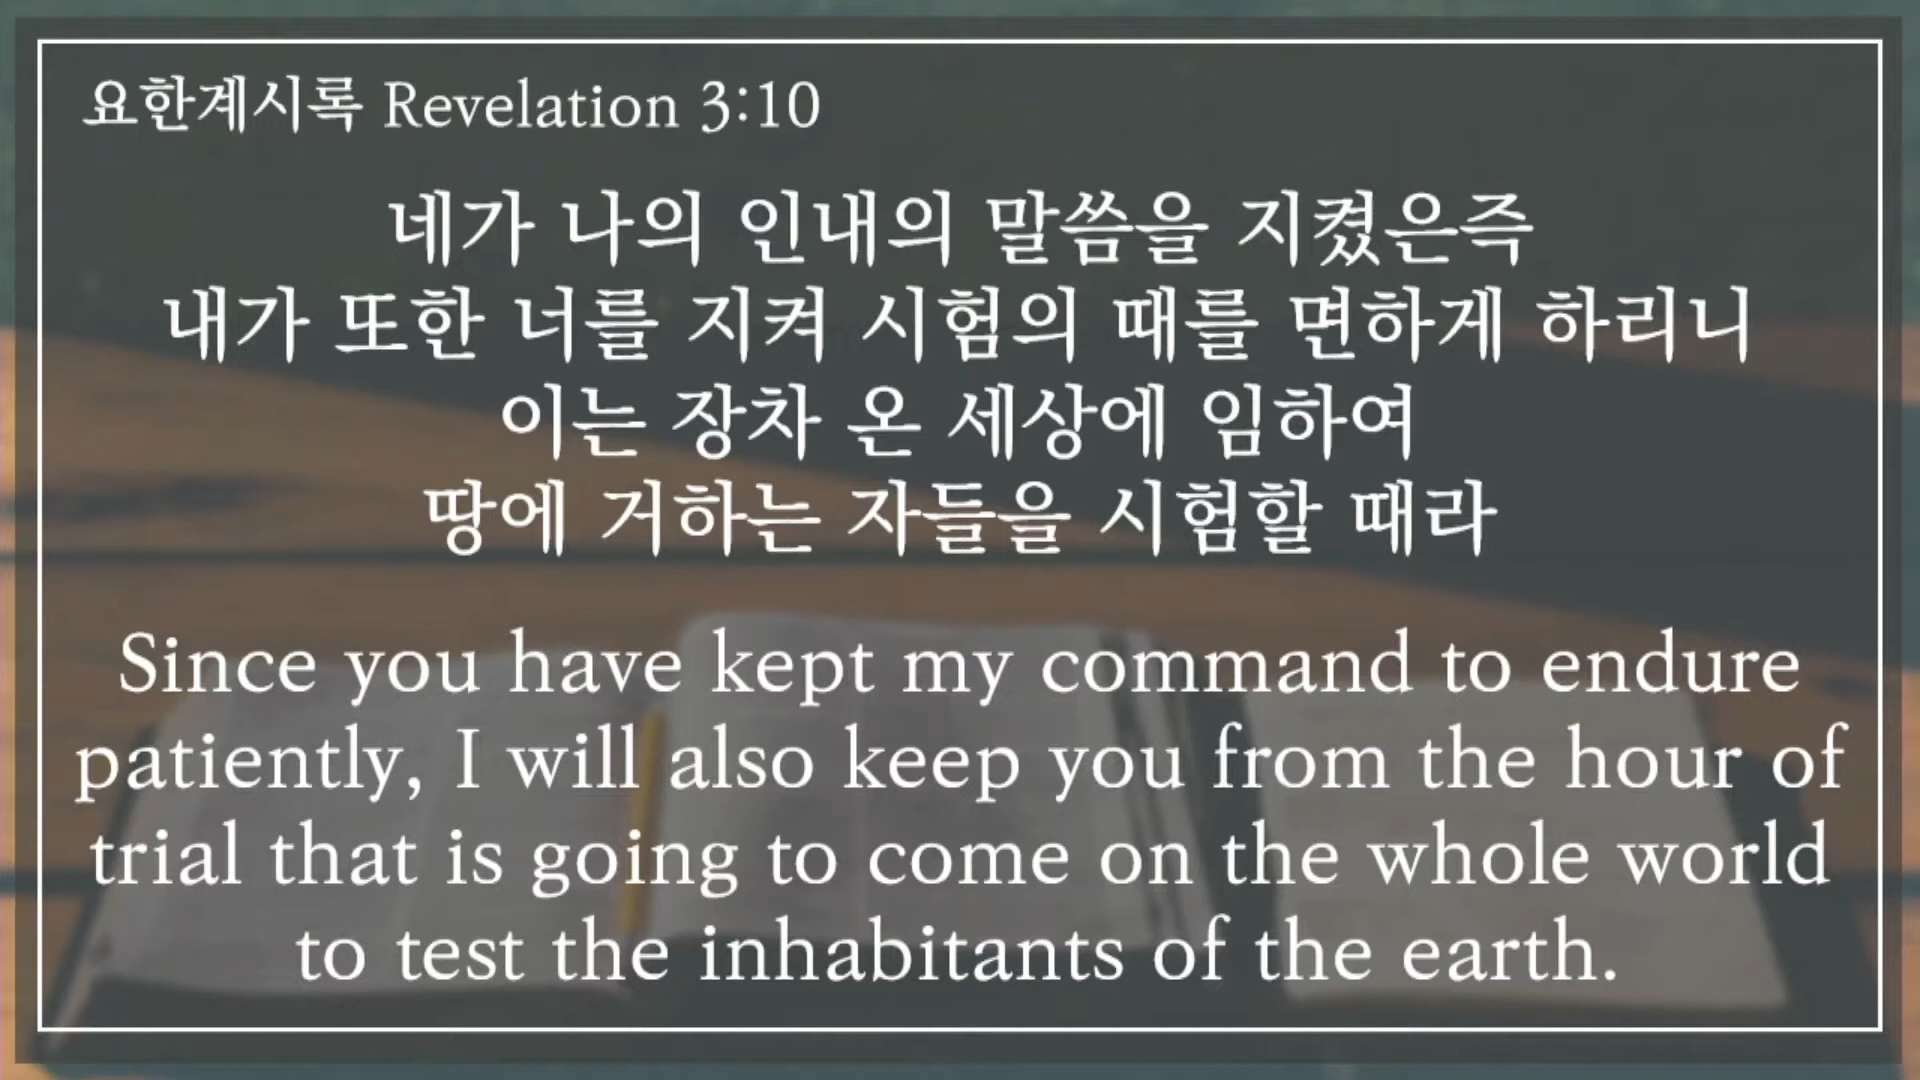 요한계시록 Revelation 3:10
네가 나의 인내의 말씀을 지켰은즉
내가 또한 너를 지켜 시험의 때를 면하게 하리니
이는 장차 온 세상에 임하여
땅에 거하는 자들을 시험할 때라
Since you have kept my command to endure
patiently, I will also keep you from the hour of
trial that is going to come on the whole world
to test the inhabitants of the earth.